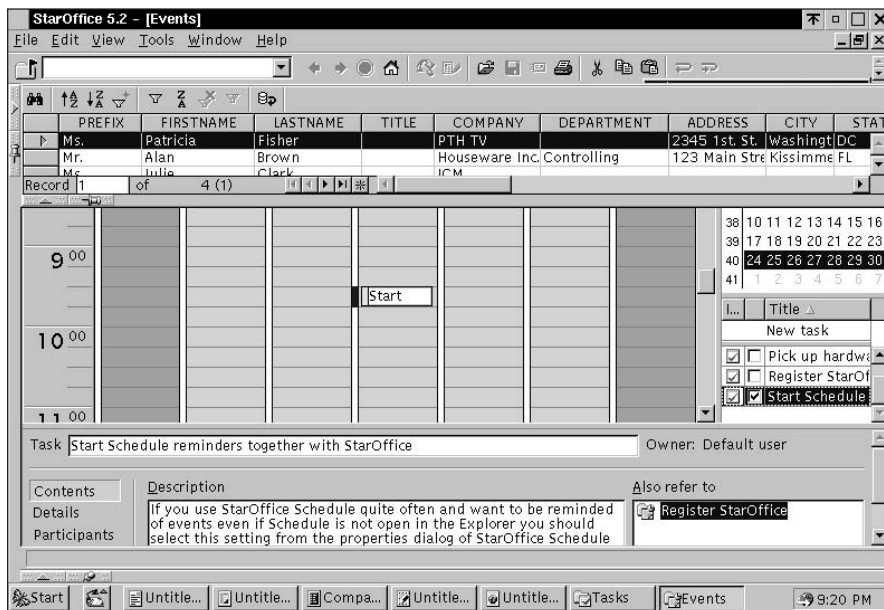 StarOffice 5.2 - [Events]
File Edit View Tools Window Help
PREFIX FIRSTNAME LASTNAME TITLE COMPANY DEPARTMENT ADDRESS CITY STAT
Ms. Patricia Fisher PTH TV 2345 1st. St. Washingt DC
Mr. Alan Brown Houseware Inc. Controlling 123 Main Stre Kissimme FL
Ms. Julie Clark ICM
Record 1 of 4 (1)
38 10 11 12 13 14 15 16
39 17 18 19 20 21 22 23
9 00
40 24 25 26 27 28 29 30
41 1 2 3 4 5 6 7
Start
I... Title
10 00
New task
Pick up hardwa
Register StarOf
Start Schedule
11 00
Task Start Schedule reminders together with StarOffice Owner: Default user
Contents
Details
Participants
Description
If you use StarOffice Schedule quite often and want to be reminded
of events even if Schedule is not open in the Explorer you should
select this setting from the properties dialog of StarOffice Schedule
Also refer to
Register StarOffice
Start Untitle... Untitle... Compa... Untitle... Untitle... Tasks Events 9:20 PM